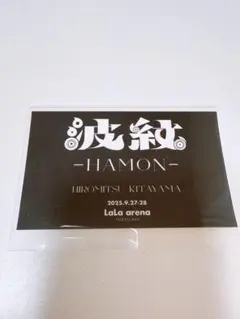 波紋
-HAMON-
HIROMITSU KITAYAMA
2025.9.27-28
LaLa arena